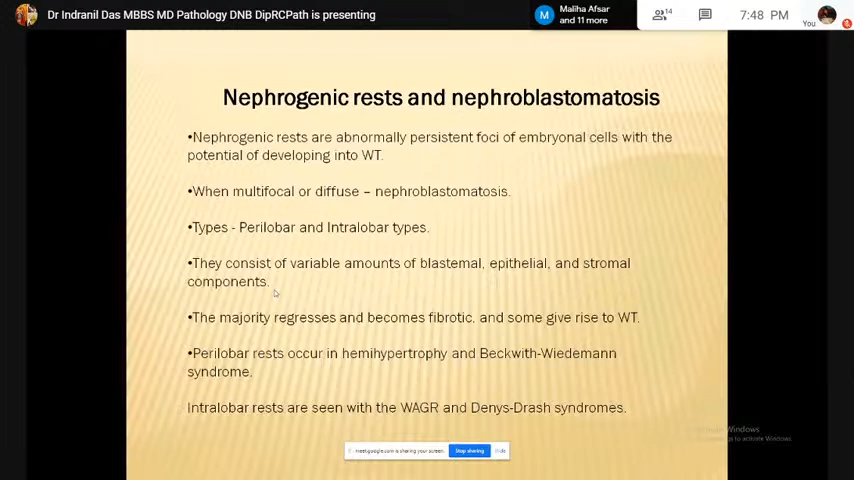 Dr Indranil Das MBBS MD Pathology DNB DipRCPath is presenting
M
Maliha Afsar
and 11 more
14
7:48 PM
You
Nephrogenic rests and nephroblastomatosis
•Nephrogenic rests are abnormally persistent foci of embryonal cells with the
potential of developing into WT.
•When multifocal or diffuse – nephroblastomatosis.
•Types - Perilobar and Intralobar types.
•They consist of variable amounts of blastemal, epithelial, and stromal
components.
•The majority regresses and becomes fibrotic, and some give rise to WT.
•Perilobar rests occur in hemihypertrophy and Beckwith-Wiedemann
syndrome.
Intralobar rests are seen with the WAGR and Denys-Drash syndromes.
Windows
to activate Windows.
meet.google.com is sharing your screen.
Stop sharing
Hide